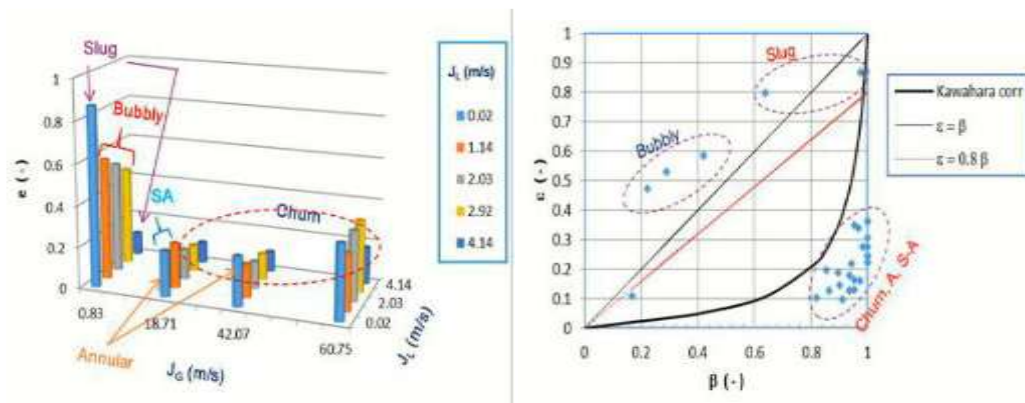 Slug
1
0.8
0.6
0.4
0.2
0
ε (-)
Bubbly
SA
Churn
Annular
0.83
18.71
42.07
60.75
J_G (m/s)
4.14
2.03
0.02
J_L (m/s)
J_L (m/s)
0.02
1.14
2.03
2.92
4.14
1
0.9
0.8
0.7
0.6
0.5
0.4
0.3
0.2
0.1
0
ε (-)
Slug
Bubbly
Churn, A, S-A
0
0.2
0.4
0.6
0.8
1
β (-)
Kawahara corr
ε = β
ε = 0.8 β